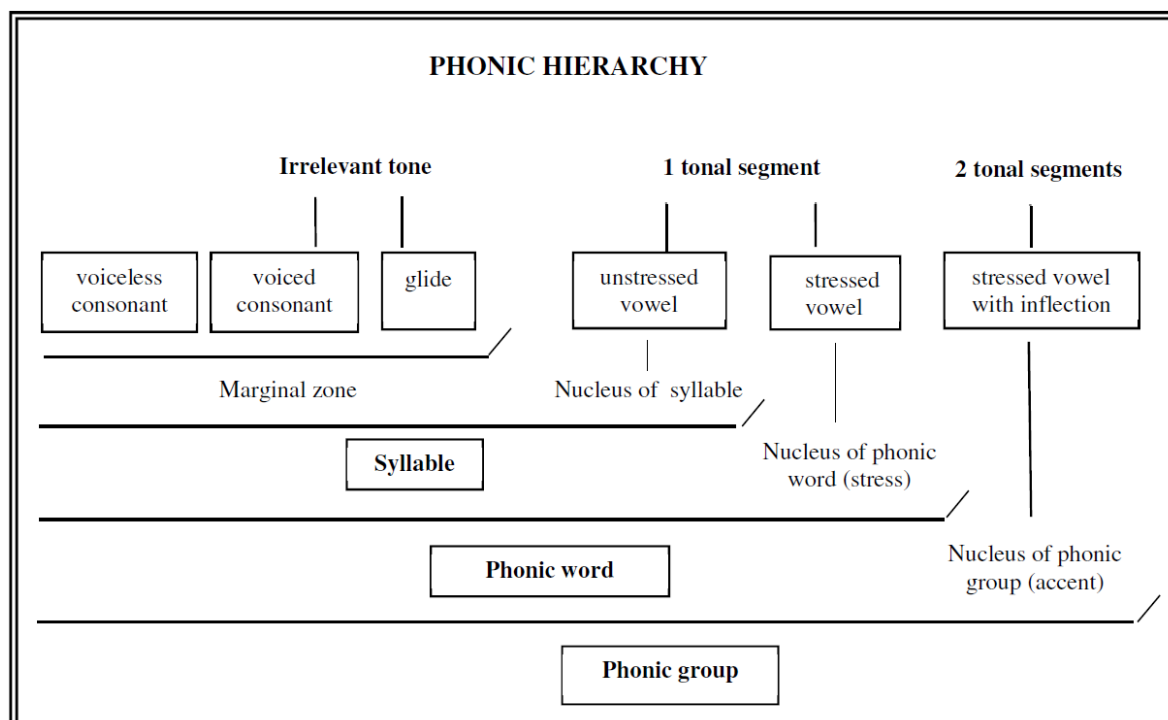 PHONIC HIERARCHY
Irrelevant tone
1 tonal segment
2 tonal segments
voiceless
consonant
voiced
consonant
glide
unstressed
vowel
stressed
vowel
stressed vowel
with inflection
Marginal zone
Nucleus of syllable
Syllable
Nucleus of phonic
word (stress)
Phonic word
Nucleus of phonic
group (accent)
Phonic group